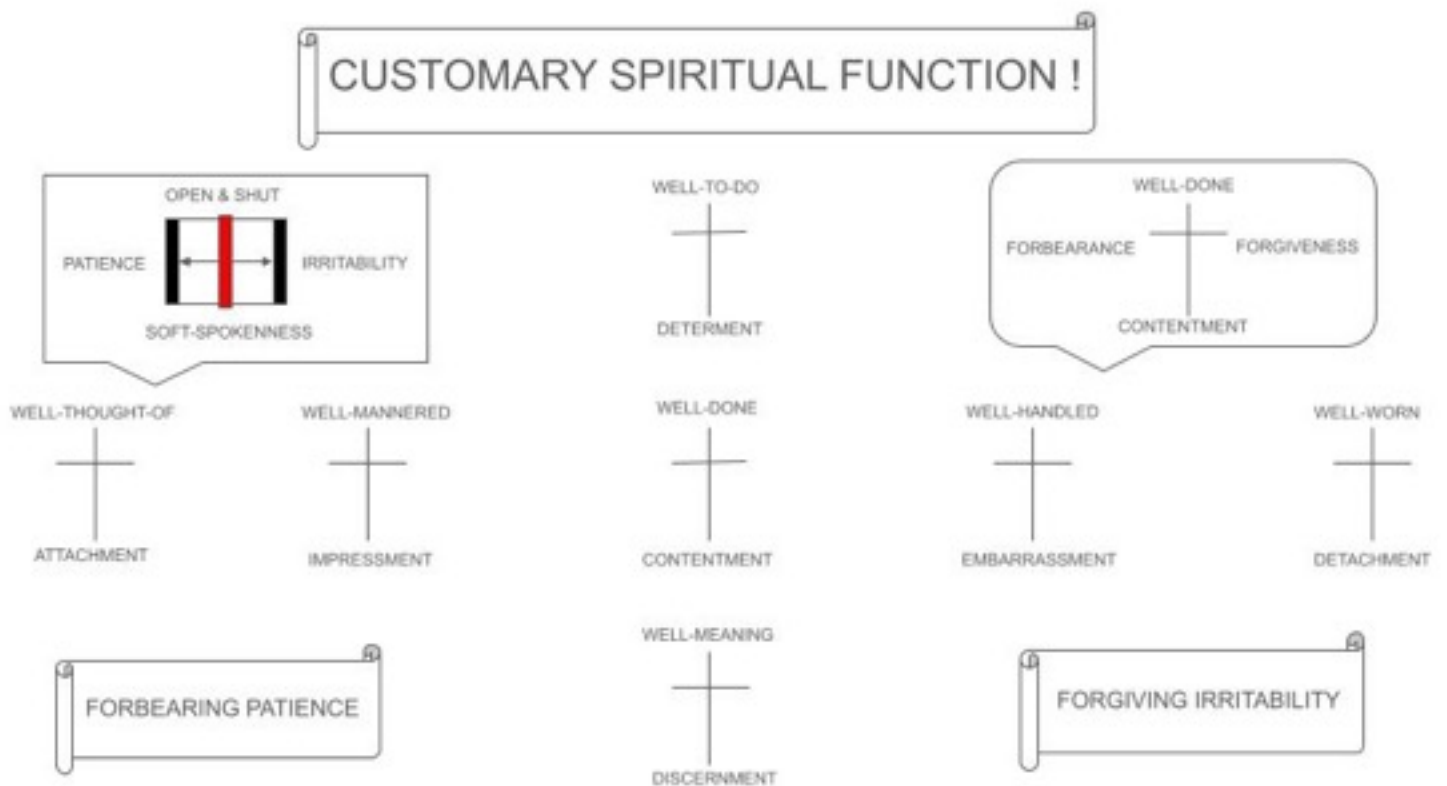 CUSTOMARY SPIRITUAL FUNCTION !
OPEN & SHUT
PATIENCE
IRRITABILITY
SOFT-SPOKENNESS
WELL-TO-DO
DETERMENT
WELL-DONE
FORBEARANCE
FORGIVENESS
CONTENTMENT
WELL-THOUGHT-OF
ATTACHMENT
WELL-MANNERED
IMPRESSMENT
WELL-DONE
CONTENTMENT
WELL-HANDLED
EMBARRASSMENT
WELL-WORN
DETACHMENT
FORBEARING PATIENCE
WELL-MEANING
DISCERNMENT
FORGIVING IRRITABILITY